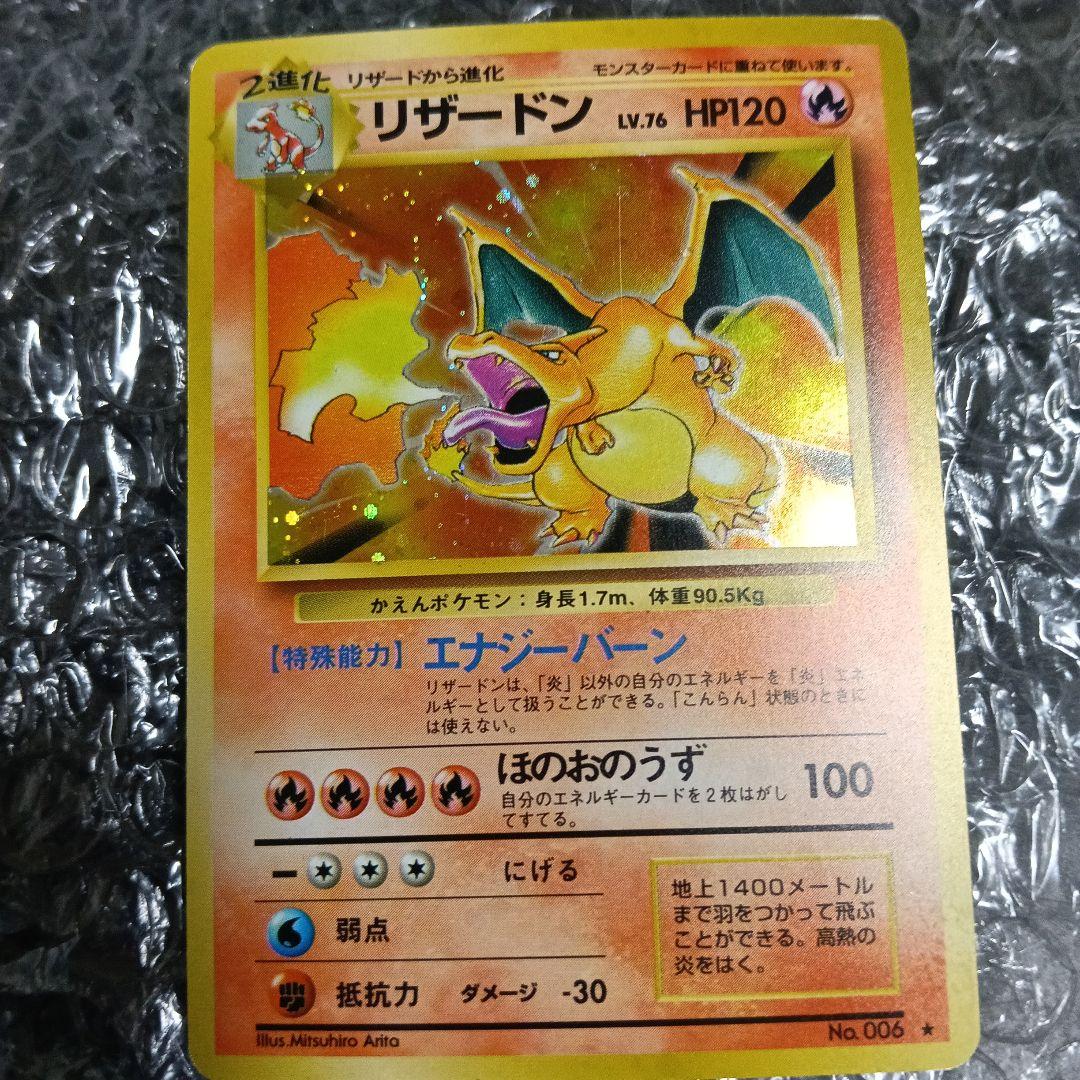 2進化
リザードから進化
モンスターカードに重ねて使います。
リザードン LV.76 HP120
かえんポケモン：身長1.7m、体重90.5Kg
【特殊能力】エナジーバーン
リザードンは、「炎」以外の自分のエネルギーを「炎」エネ
ルギーとして扱うことができる。「こんらん」状態のときに
は使えない。
ほのおのうず 100
自分のエネルギーカードを2枚はがし
てすてる。
ー にげる
弱点
抵抗力 ダメージ -30
地上1400メートル
まで羽をつかって飛ぶ
ことができる。高熱の
炎をはく。
Illus.Mitsuhiro Arita
No. 006 ★